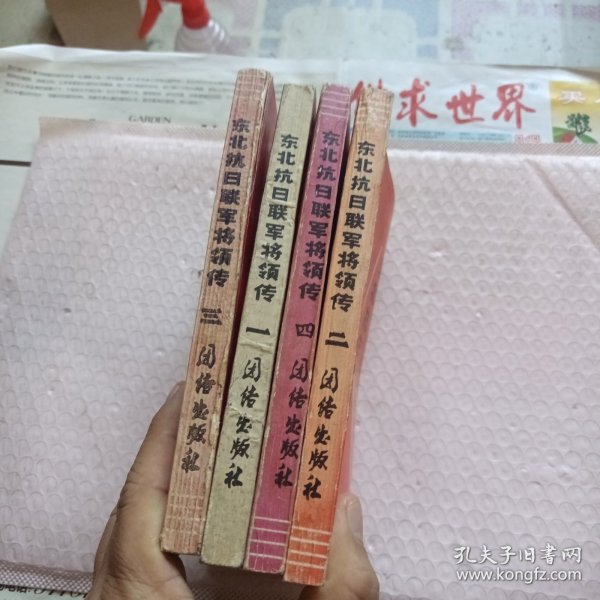 供求世界
GARDEN
买
东北抗日联军将领传 三 团结出版社
东北抗日联军将领传 一 团结出版社
东北抗日联军将领传 四 团结出版社
东北抗日联军将领传 二 团结出版社
孔夫子旧书网
www.kongfz.com